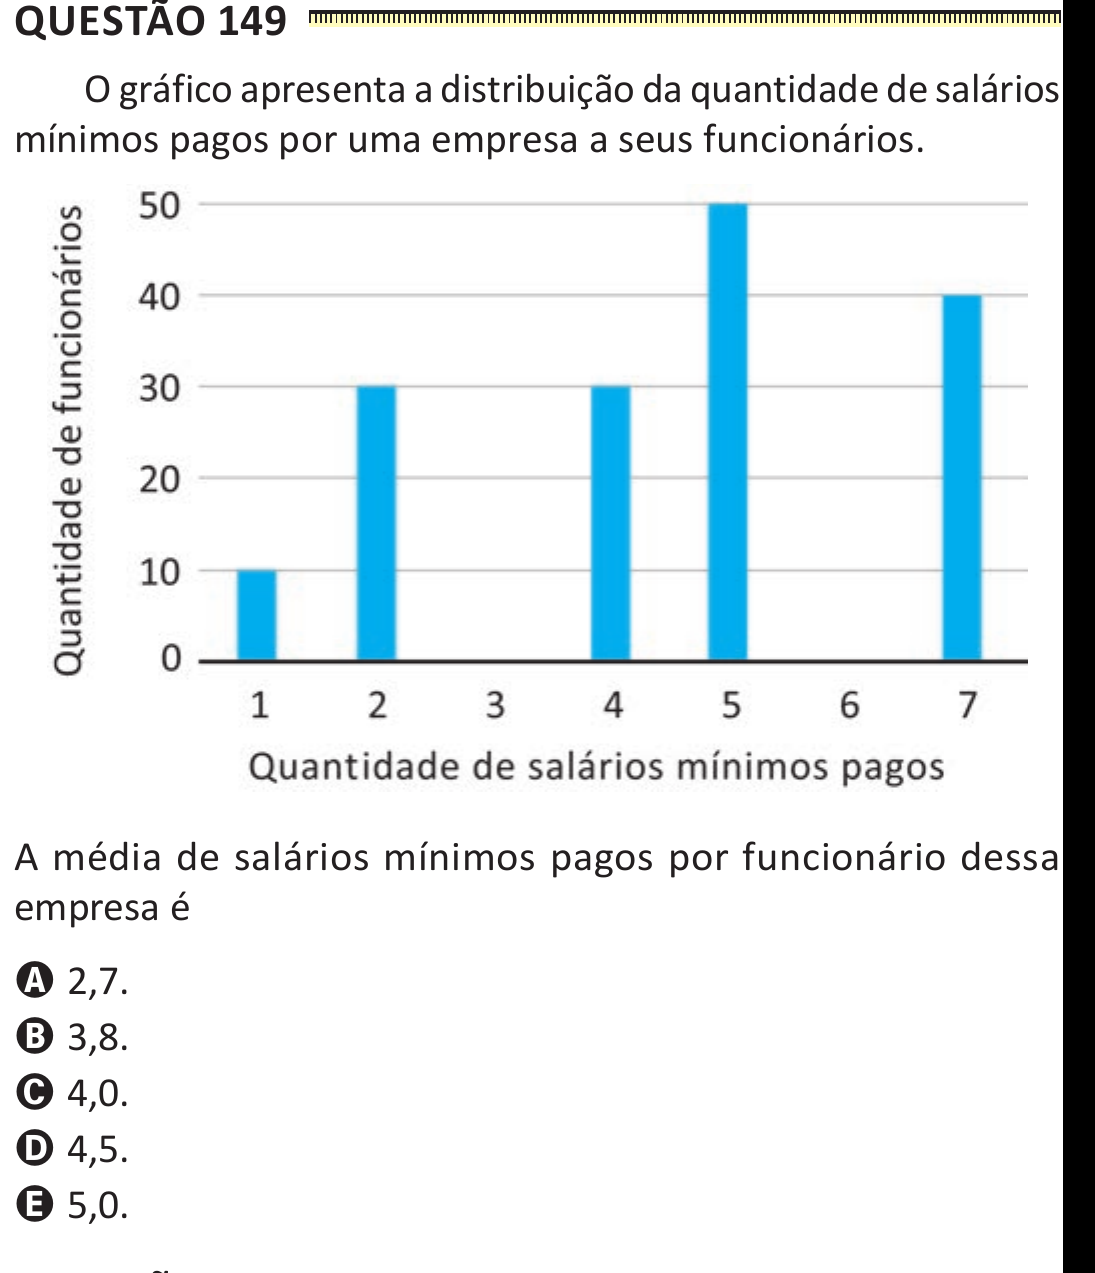 QUESTÃO 149
O gráfico apresenta a distribuição da quantidade de salários
mínimos pagos por uma empresa a seus funcionários.
Quantidade de funcionários
50
40
30
20
10
0
1 2 3 4 5 6 7
Quantidade de salários mínimos pagos
A média de salários mínimos pagos por funcionário dessa
empresa é
A 2,7.
B 3,8.
C 4,0.
D 4,5.
E 5,0.